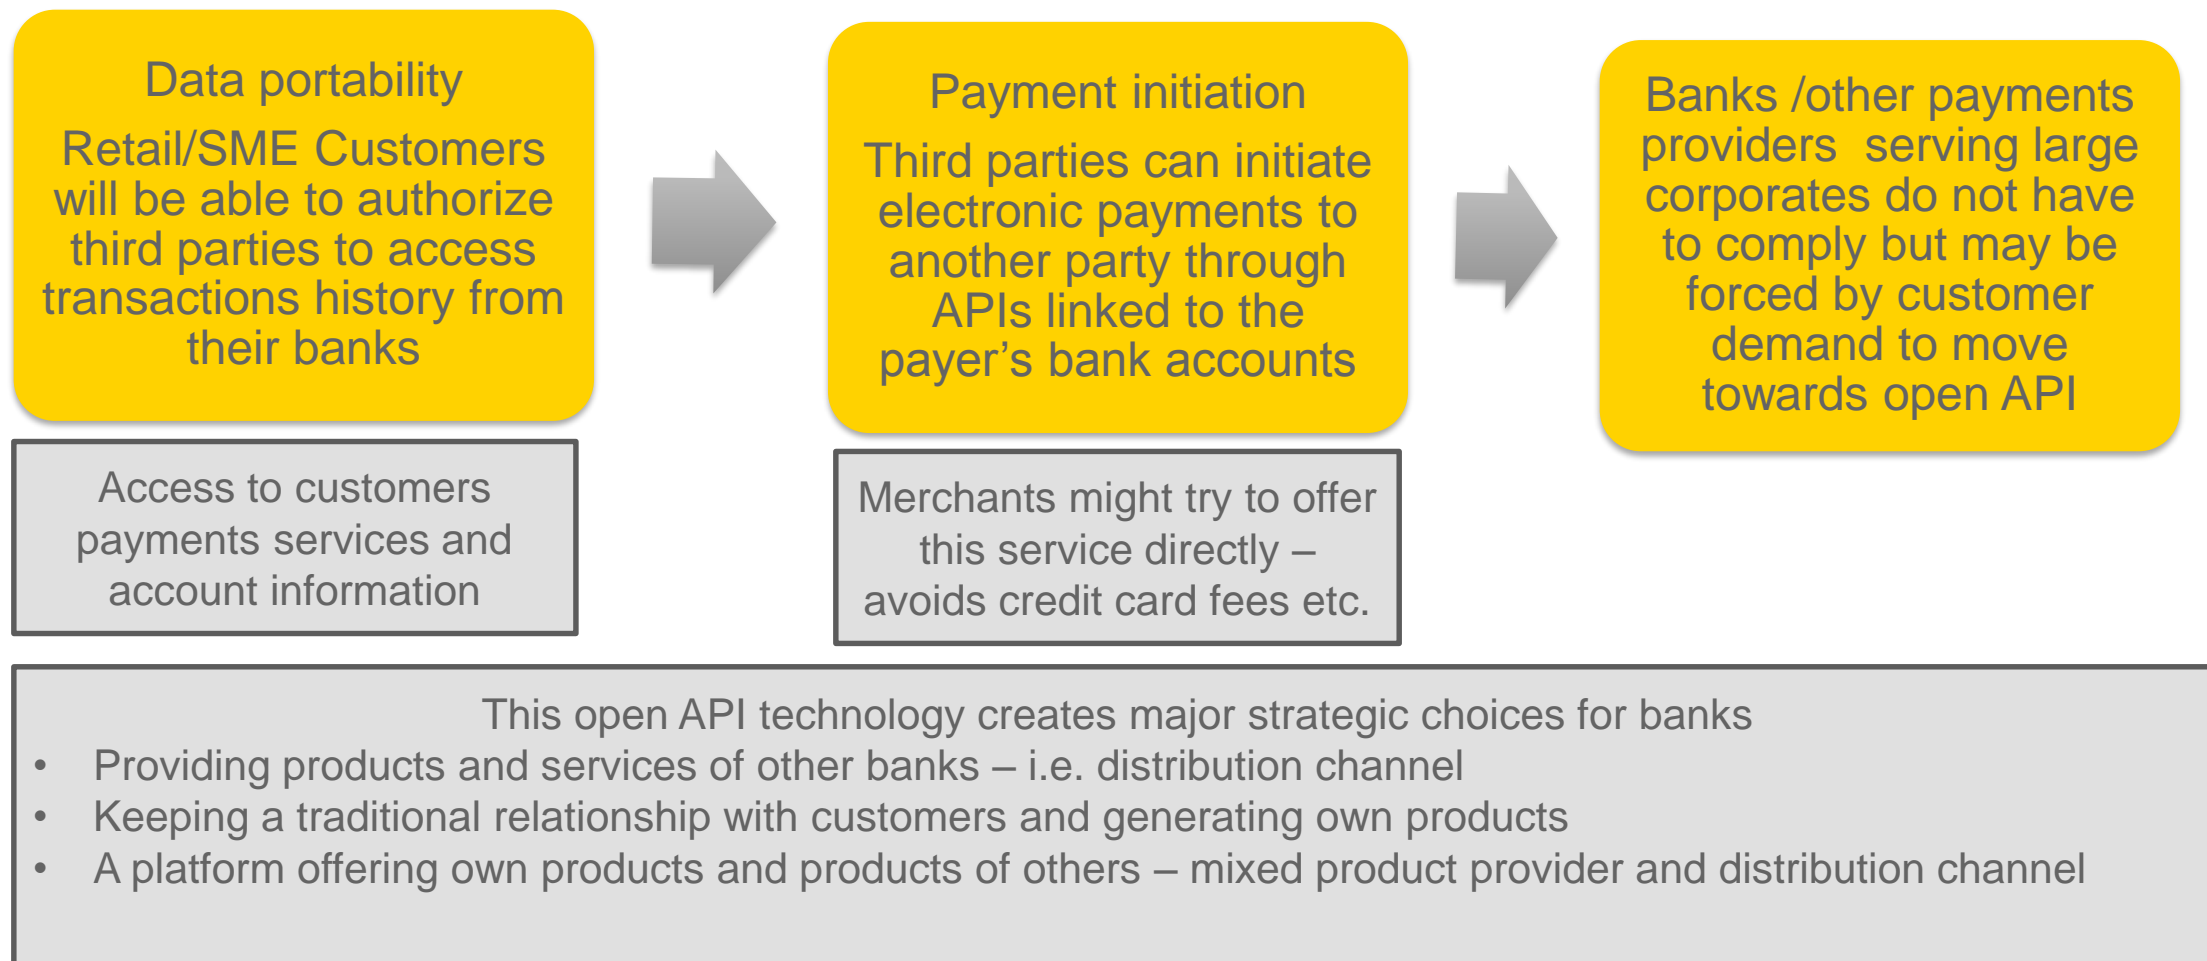 Data portability
Retail/SME Customers
will be able to authorize
third parties to access
transactions history from
their banks
Access to customers
payments services and
account information
Payment initiation
Third parties can initiate
electronic payments to
another party through
APIs linked to the
payer’s bank accounts
Merchants might try to offer
this service directly –
avoids credit card fees etc.
Banks /other payments
providers serving large
corporates do not have
to comply but may be
forced by customer
demand to move
towards open API
This open API technology creates major strategic choices for banks
• Providing products and services of other banks – i.e. distribution channel
• Keeping a traditional relationship with customers and generating own products
• A platform offering own products and products of others – mixed product provider and distribution channel